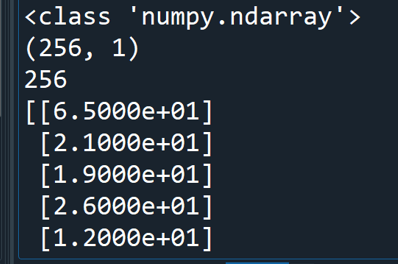 <class 'numpy.ndarray'>
(256, 1)
256
[[6.5000e+01]
 [2.1000e+01]
 [1.9000e+01]
 [2.6000e+01]
 [1.2000e+01]